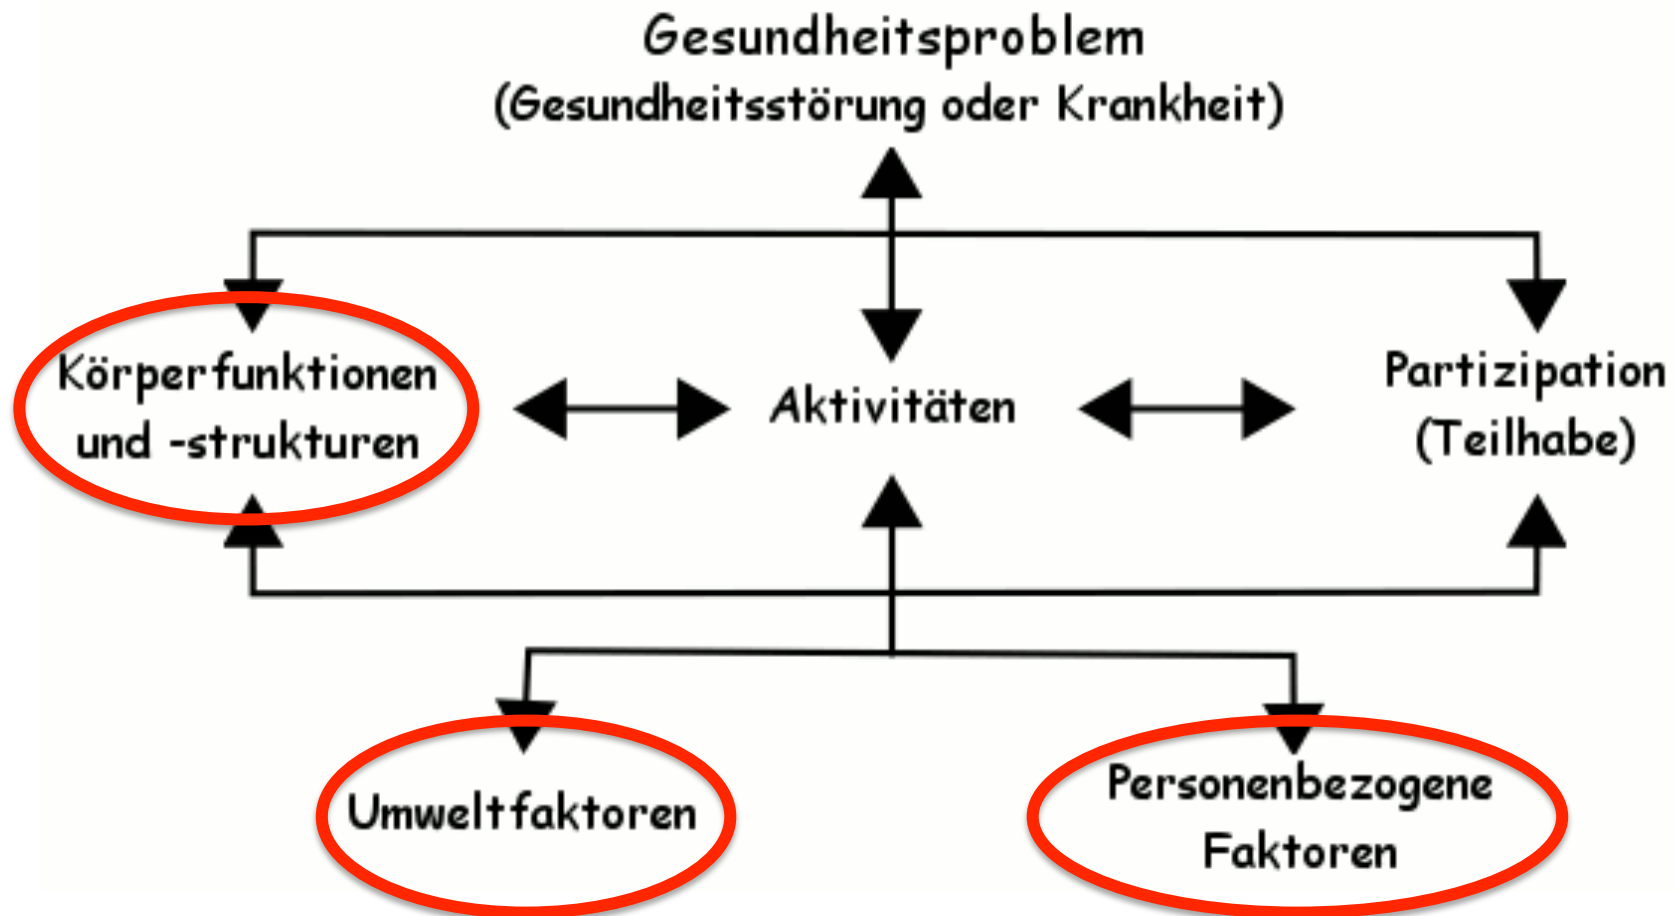 Gesundheitsproblem
(Gesundheitsstörung oder Krankheit)
Körperfunktionen
und -strukturen
Aktivitäten
Partizipation
(Teilhabe)
Umweltfaktoren
Personenbezogene
Faktoren